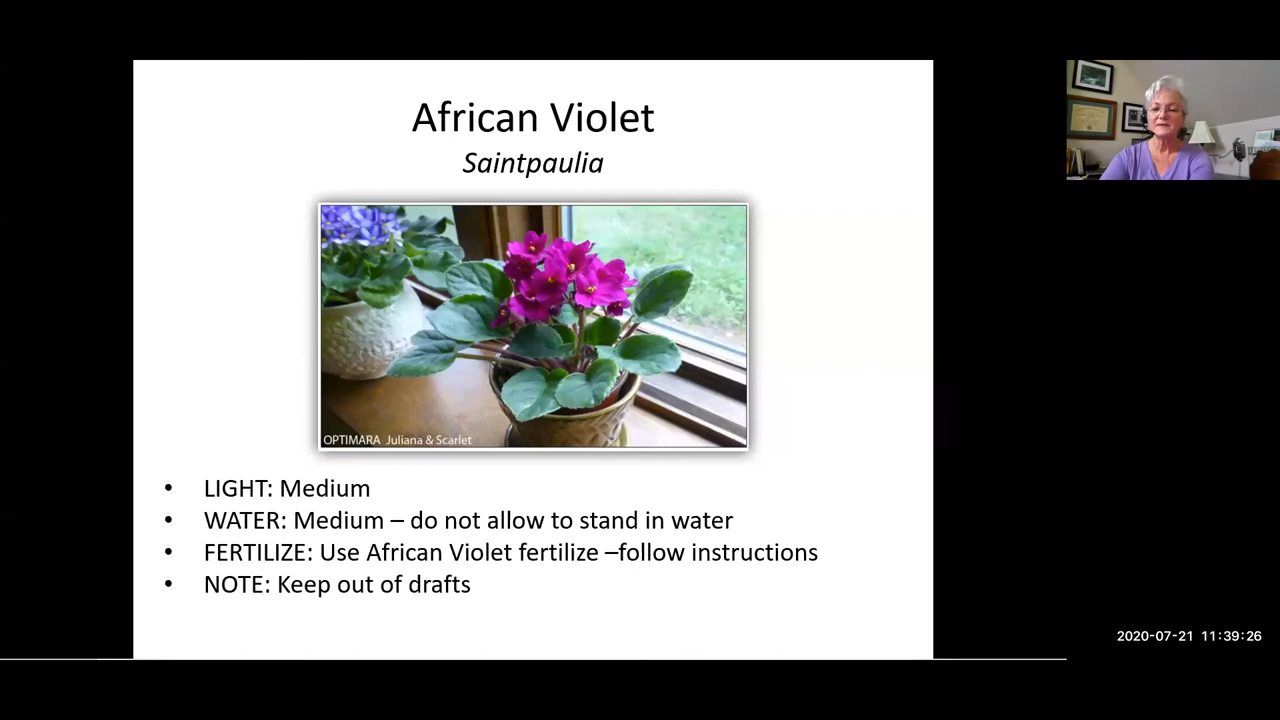 African Violet
Saintpaulia
OPTIMARA Juliana & Scarlet
• LIGHT: Medium
• WATER: Medium – do not allow to stand in water
• FERTILIZE: Use African Violet fertilize –follow instructions
• NOTE: Keep out of drafts
2020-07-21 11:39:26